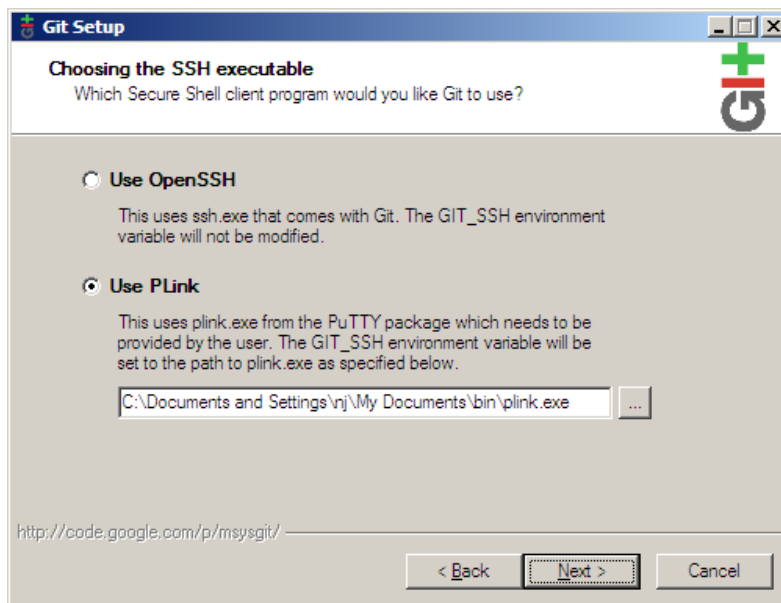 Git Setup
Choosing the SSH executable
Which Secure Shell client program would you like Git to use?
GIT
Use OpenSSH
This uses ssh.exe that comes with Git. The GIT_SSH environment
variable will not be modified.
Use PLink
This uses plink.exe from the PuTTY package which needs to be
provided by the user. The GIT_SSH environment variable will be
set to the path to plink.exe as specified below.
C:\Documents and Settings\nj\My Documents\bin\plink.exe
...
http://code.google.com/p/msysgit/
< Back
Next >
Cancel